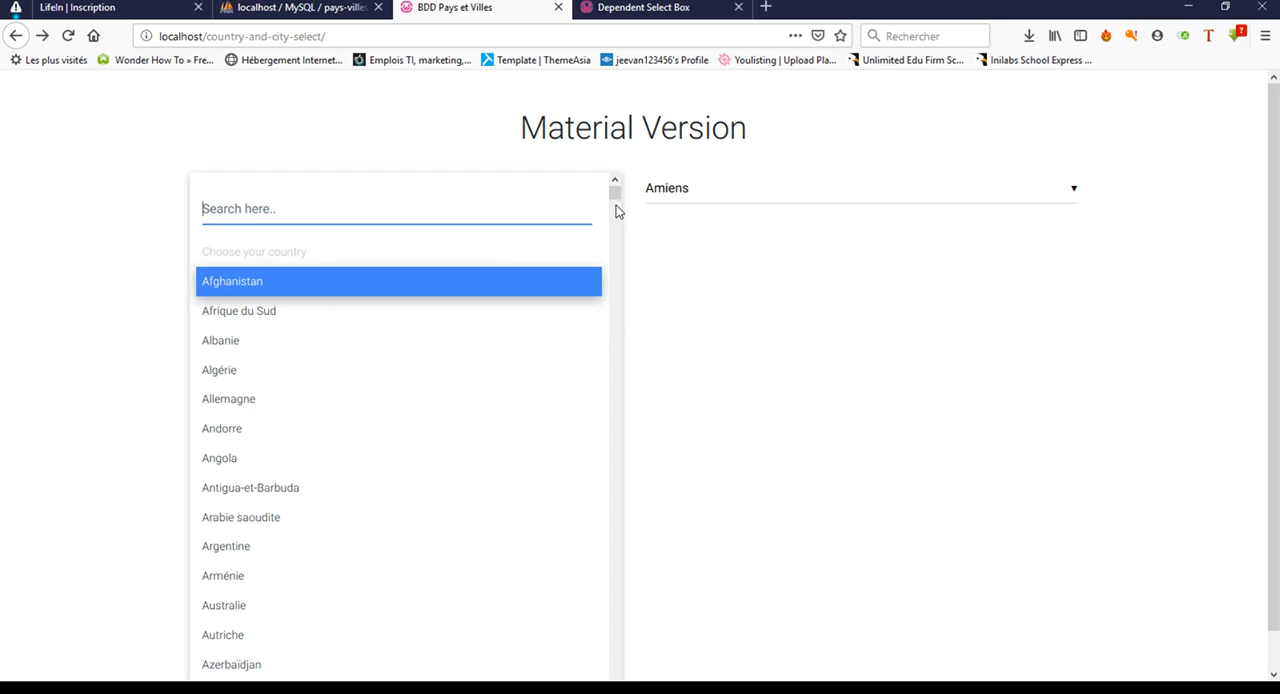 LifeIn | Inscription
localhost / MySQL / pays-villes
BDD Pays et Villes
Dependent Select Box
localhost/country-and-city-select/
Rechercher
Les plus visités
Wonder How To » Fre...
Hébergement Internet...
Emplois TI, marketing,...
Template | ThemeAsia
jeevan123456's Profile
Youlisting | Upload Pla...
Unlimited Edu Firm Sc...
Inilabs School Express ...
Material Version
Search here..
Amiens
Choose your country
Afghanistan
Afrique du Sud
Albanie
Algérie
Allemagne
Andorre
Angola
Antigua-et-Barbuda
Arabie saoudite
Argentine
Arménie
Australie
Autriche
Azerbaïdjan